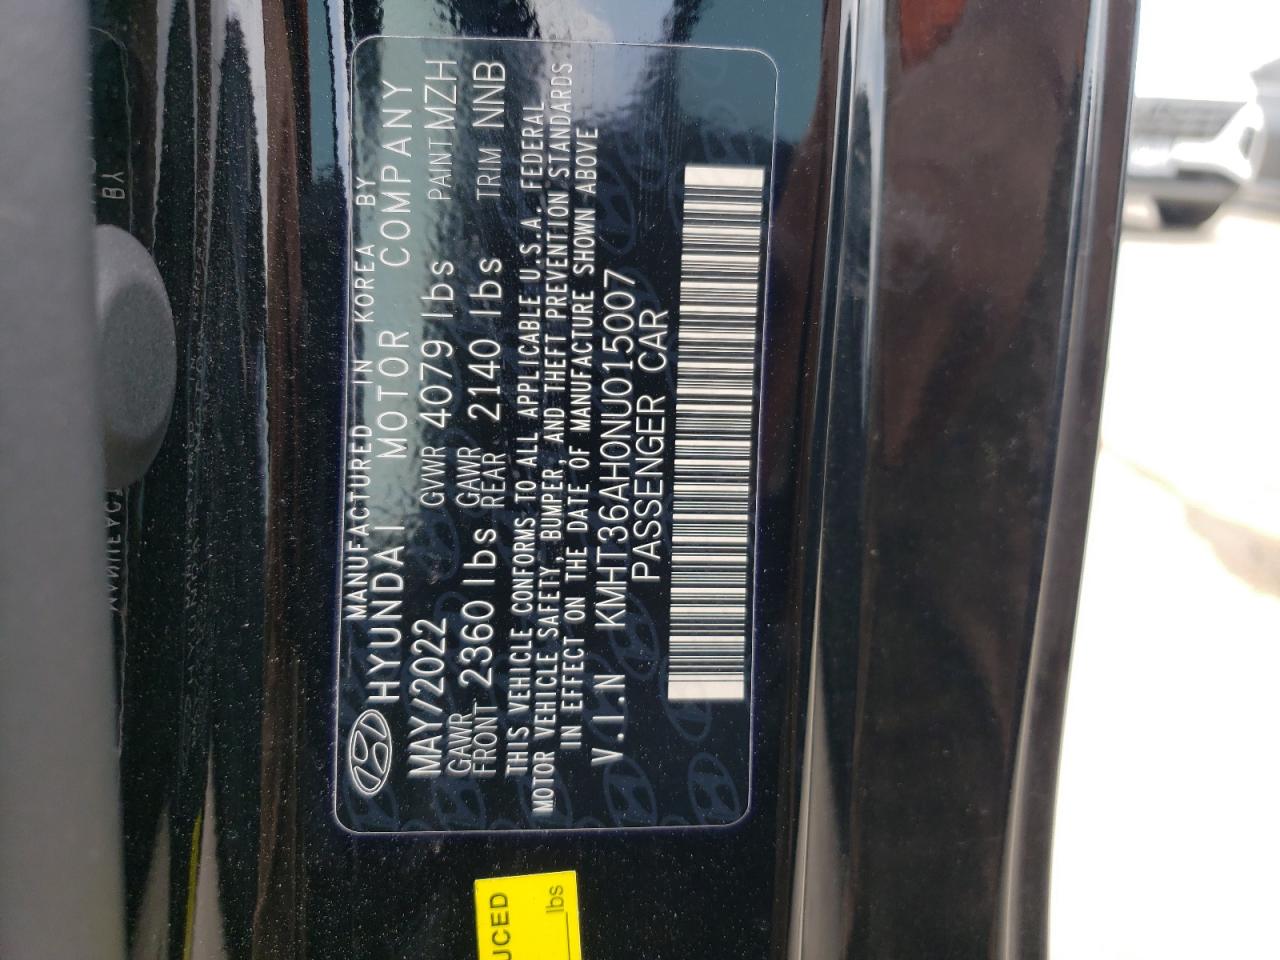 MANUFACTURED IN KOREA BY
HYUNDAI MOTOR COMPANY
MAY/2022 GVWR 4079 lbs PAINT MZH
GAWR FRONT 2360 lbs GAWR REAR 2140 lbs TRIM NNB
THIS VEHICLE CONFORMS TO ALL APPLICABLE U.S.A. FEDERAL
MOTOR VEHICLE SAFETY, BUMPER, AND THEFT PREVENTION STANDARDS
IN EFFECT ON THE DATE OF MANUFACTURE SHOWN ABOVE
V.I.N KMHT36AH0NU015007
PASSENGER CAR
UCED
lbs
BY